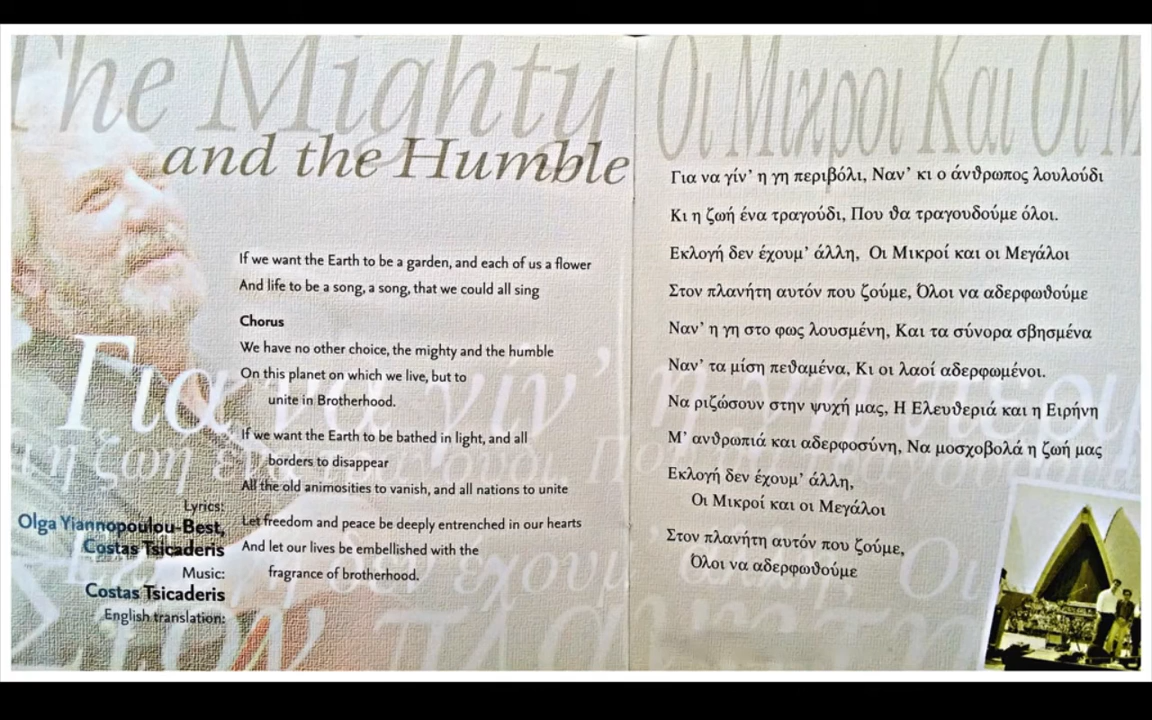 The Mighty
and the Humble
If we want the Earth to be a garden, and each of us a flower
And life to be a song, a song, that we could all sing
Chorus
We have no other choice, the mighty and the humble
On this planet on which we live, but to
unite in Brotherhood.
If we want the Earth to be bathed in light, and all
borders to disappear
All the old animosities to vanish, and all nations to unite
Let freedom and peace be deeply entrenched in our hearts
And let our lives be embellished with the
fragrance of brotherhood.
Lyrics:
Olga Yiannopoulou-Best,
Costas Tsicaderis
Music:
Costas Tsicaderis
English translation:
Οι Μικροι Και Οι Μ
Για να γίν' η γη περιβόλι, Ναν' κι ο άνθρωπος λουλούδι
Κι η ζωή ένα τραγούδι, Που θα τραγουδούμε όλοι.
Εκλογή δεν έχουμ' άλλη, Οι Μικροί και οι Μεγάλοι
Στον πλανήτη αυτόν που ζούμε, Όλοι να αδερφωθούμε
Ναν' η γη στο φως λουσμένη, Και τα σύνορα σβησμένα
Ναν' τα μίση πεθαμένα, Κι οι λαοί αδερφωμένοι.
Να ριζώσουν στην ψυχή μας, Η Ελευθεριά και η Ειρήνη
Μ' ανθρωπιά και αδερφοσύνη, Να μοσχοβολά η ζωή μας
Εκλογή δεν έχουμ' άλλη,
Οι Μικροί και οι Μεγάλοι
Στον πλανήτη αυτόν που ζούμε,
Όλοι να αδερφωθούμε
Για να γίν' η γη περι